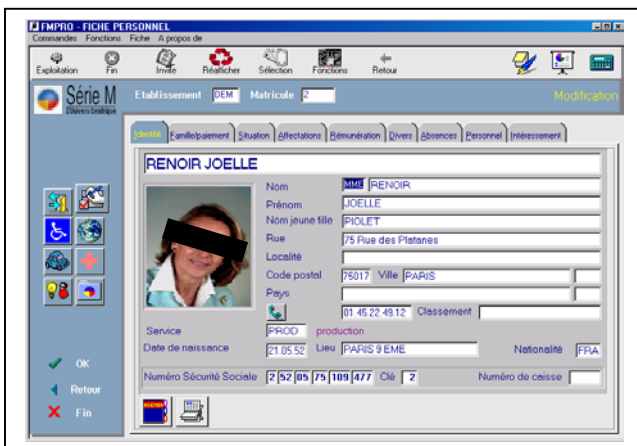 FMPRO - FICHE PERSONNEL
Commandes Fonctions Fiche A propos de
Exploitation Fin Invite Réafficher Sélection Fonctions Retour
Série M
L'Univers Geisitique
Etablissement DEM Matricule 2 Modification
Identité Famille/paiement Situation Affectations Rémunération Divers Absences Personnel Intéressement
RENOIR JOELLE
Nom MME RENOIR
Prénom JOELLE
Nom jeune fille PIOLET
Rue 75 Rue des Platanes
Localité
Code postal 75017 Ville PARIS
Pays
01.45.22.49.12 Classement
Service PROD production
Date de naissance 21.05.52 Lieu PARIS 9 EME Nationalité FRA
Numéro Sécurité Sociale 2 52 05 75 109 477 Clé 2 Numéro de caisse
OK
Retour
Fin